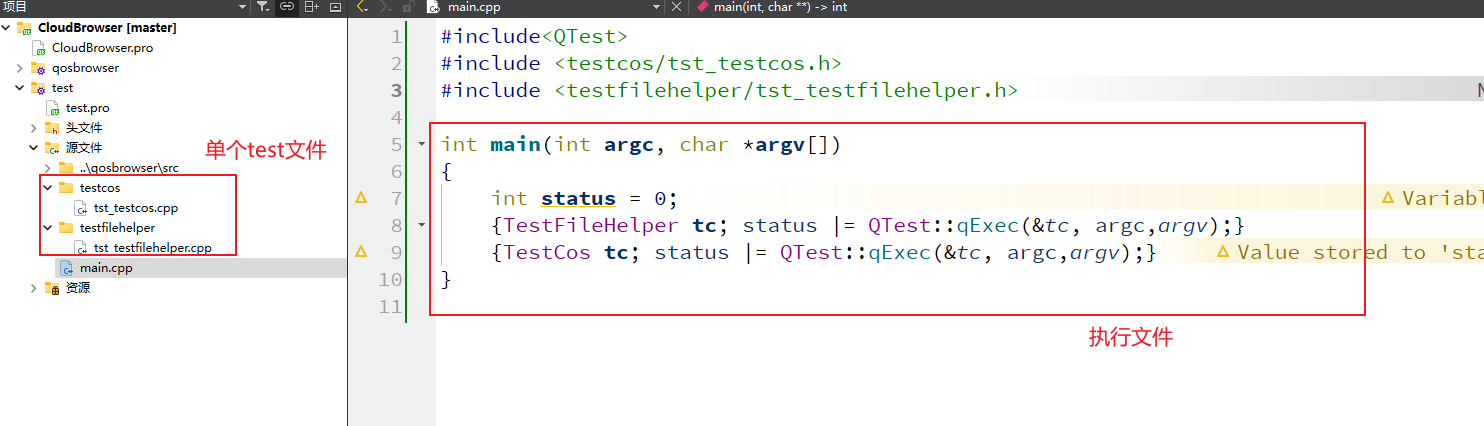 项目
main.cpp
main(int, char **) -> int
CloudBrowser [master]
CloudBrowser.pro
qosbrowser
test
test.pro
头文件
源文件
单个test文件
..\qosbrowser\src
testcos
tst_testcos.cpp
testfilehelper
tst_testfilehelper.cpp
main.cpp
资源
1 #include<QTest>
2 #include <testcos/tst_testcos.h>
3 #include <testfilehelper/tst_testfilehelper.h>
4
5 int main(int argc, char *argv[])
6 {
7 int status = 0; Variabl
8 {TestFileHelper tc; status |= QTest::qExec(&tc, argc,argv);}
9 {TestCos tc; status |= QTest::qExec(&tc, argc,argv);} Value stored to 'sta
10 }
11
执行文件